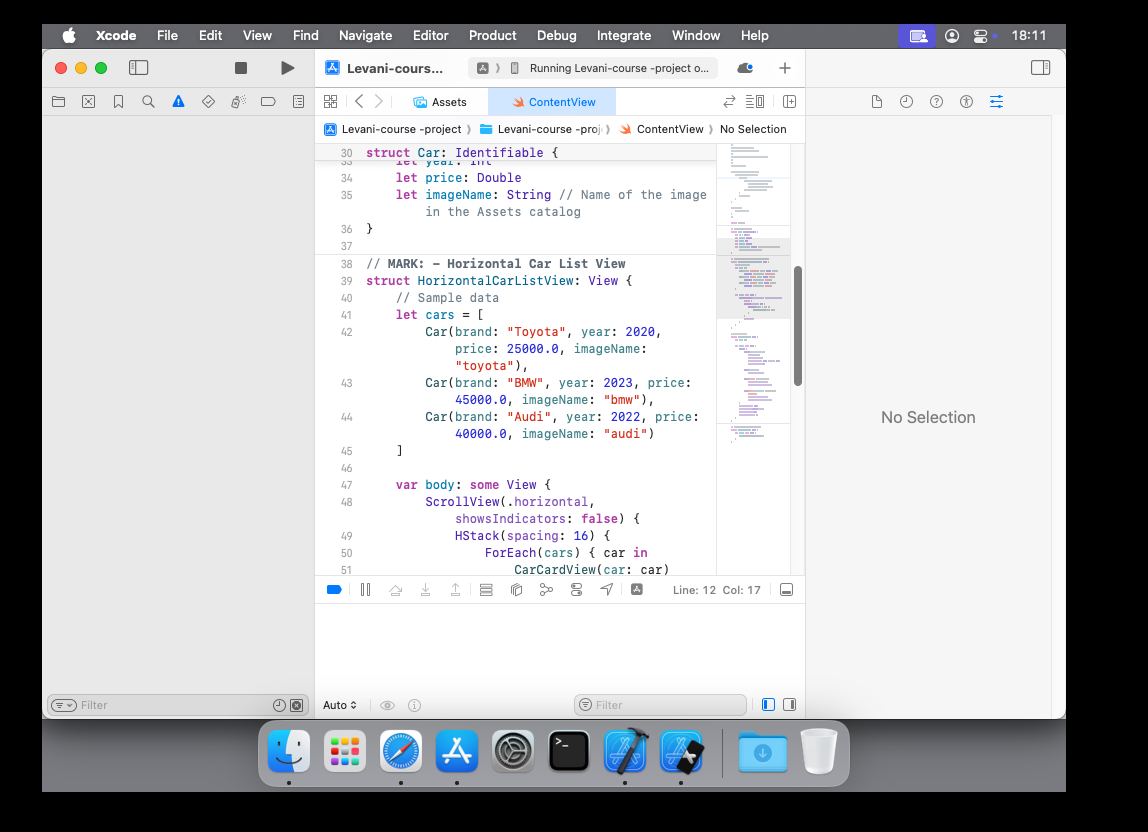 Xcode File Edit View Find Navigate Editor Product Debug Integrate Window Help 18:11
Levani-cours... Running Levani-course -project o...
Assets ContentView
Levani-course -project Levani-course -proj ContentView No Selection
30 struct Car: Identifiable {
33 let year: Int
34 let price: Double
35 let imageName: String // Name of the image
in the Assets catalog
36 }
37
38 // MARK: - Horizontal Car List View
39 struct HorizontalCarListView: View {
40 // Sample data
41 let cars = [
42 Car(brand: "Toyota", year: 2020,
price: 25000.0, imageName:
"toyota"),
43 Car(brand: "BMW", year: 2023, price:
45000.0, imageName: "bmw"),
44 Car(brand: "Audi", year: 2022, price:
40000.0, imageName: "audi")
45 ]
46
47 var body: some View {
48 ScrollView(.horizontal,
showsIndicators: false) {
49 HStack(spacing: 16) {
50 ForEach(cars) { car in
51 CarCardView(car: car)
No Selection
Line: 12 Col: 17
Filter
Auto
Filter